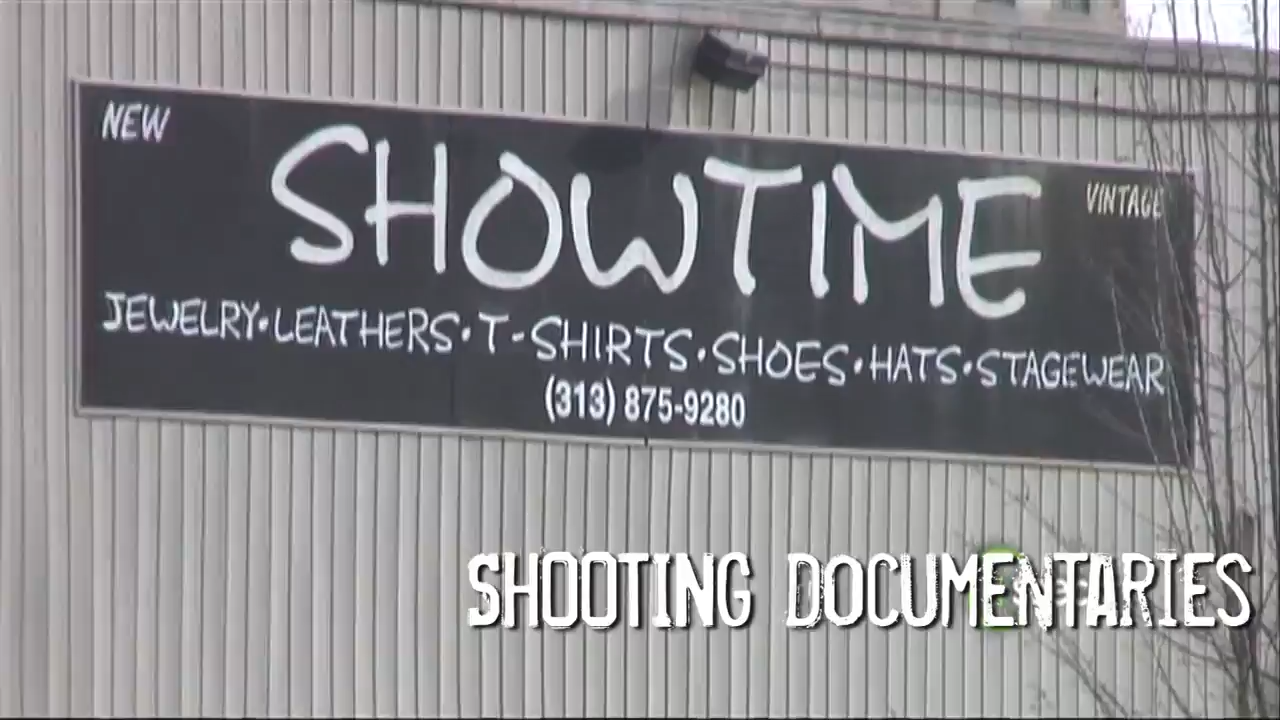 NEW
SHOWTIME
VINTAGE
JEWELRY•LEATHERS•T-SHIRTS•SHOES•HATS•STAGEWEAR
(313) 875-9280
SHOOTING DOCUMENTARIES